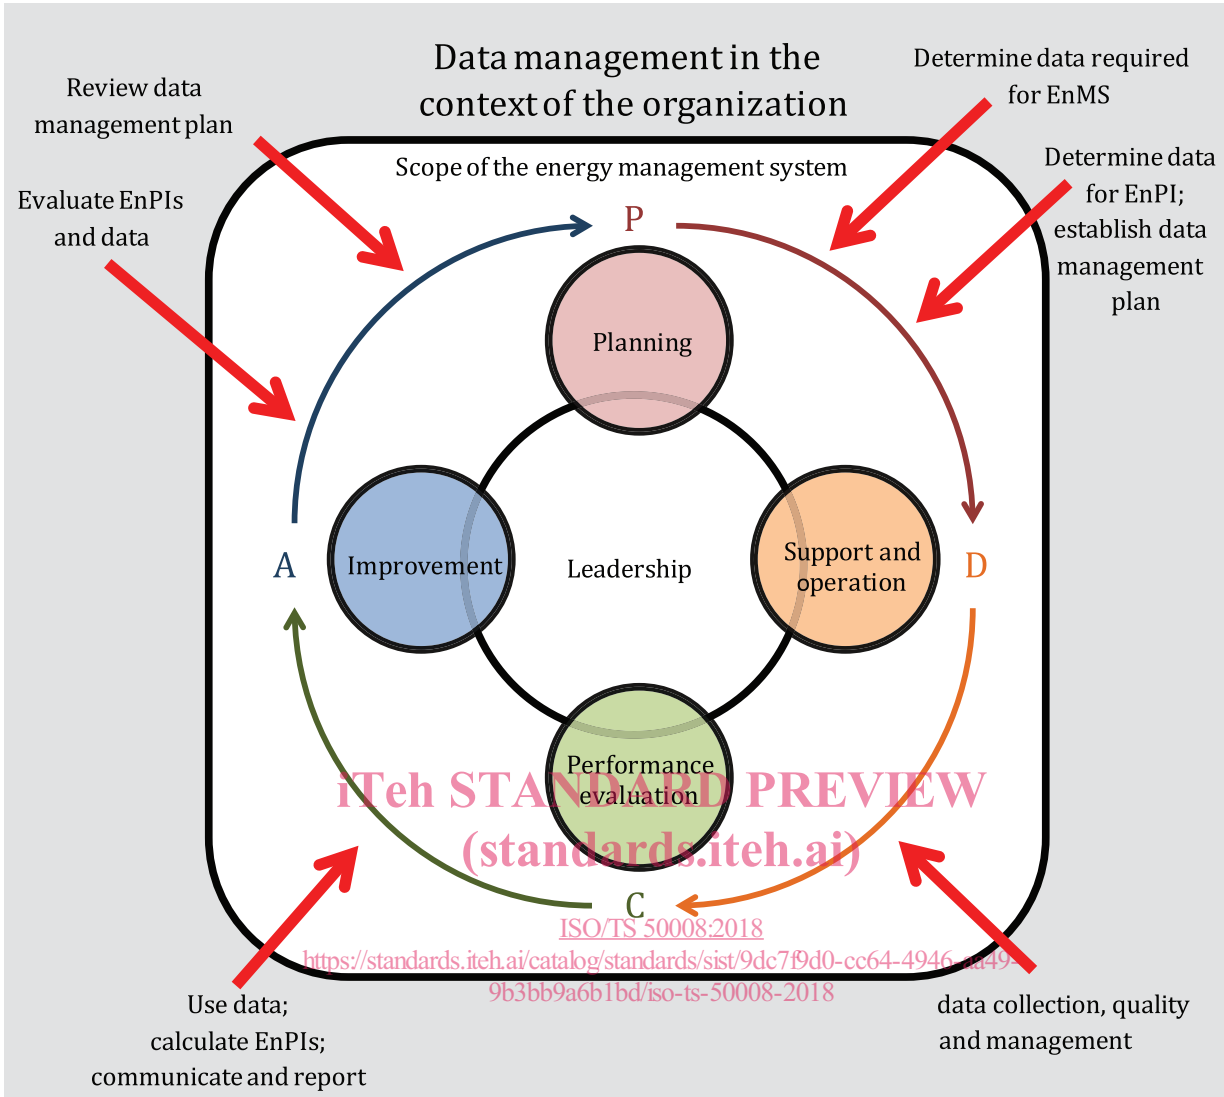 Data management in the
context of the organization
Review data
management plan
Determine data required
for EnMS
Evaluate EnPIs
and data
Determine data
for EnPI;
establish data
management
plan
Scope of the energy management system
P
Planning
A
Improvement
Leadership
Support and
operation
D
Performance
evaluation
iTeh STANDARD PREVIEW
(standards.iteh.ai)
C
ISO/TS 50008:2018
https://standards.iteh.ai/catalog/standards/sist/9dc7f9d0-cc64-4946-aa49-
9b3bb9a6b1bd/iso-ts-50008-2018
Use data;
calculate EnPIs;
communicate and report
data collection, quality
and management